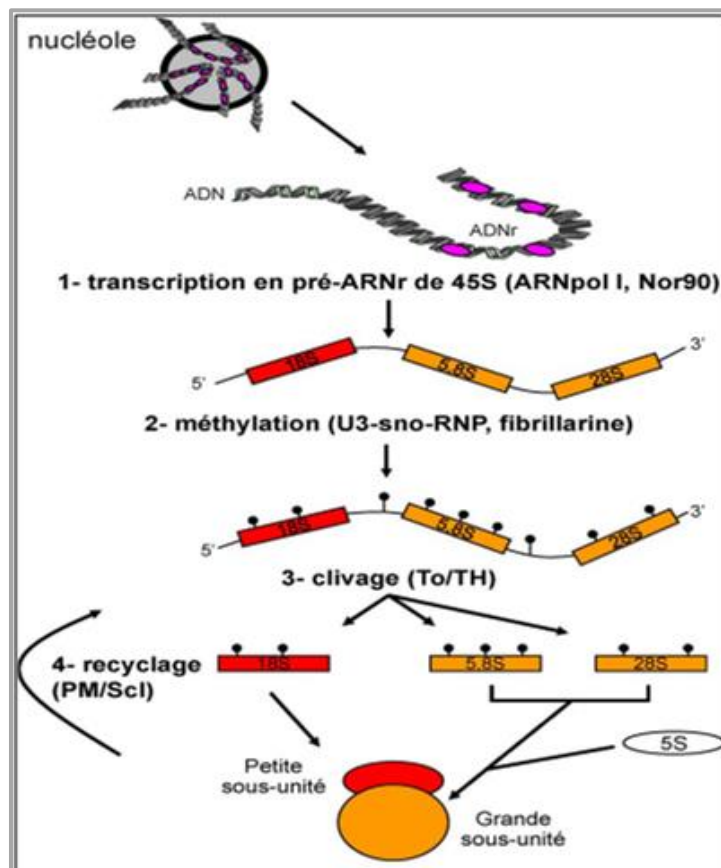 nucléole
ADN
ADNr
1- transcription en pré-ARNr de 45S (ARNpol I, Nor90)
5' 18S 5.8S 28S 3'
2- méthylation (U3-sno-RNP, fibrillarine)
5' 18S 5.8S 28S 3'
3- clivage (To/TH)
4- recyclage
(PM/Scl)
18S 5.8S 28S
5S
Petite
sous-unité
Grande
sous-unité